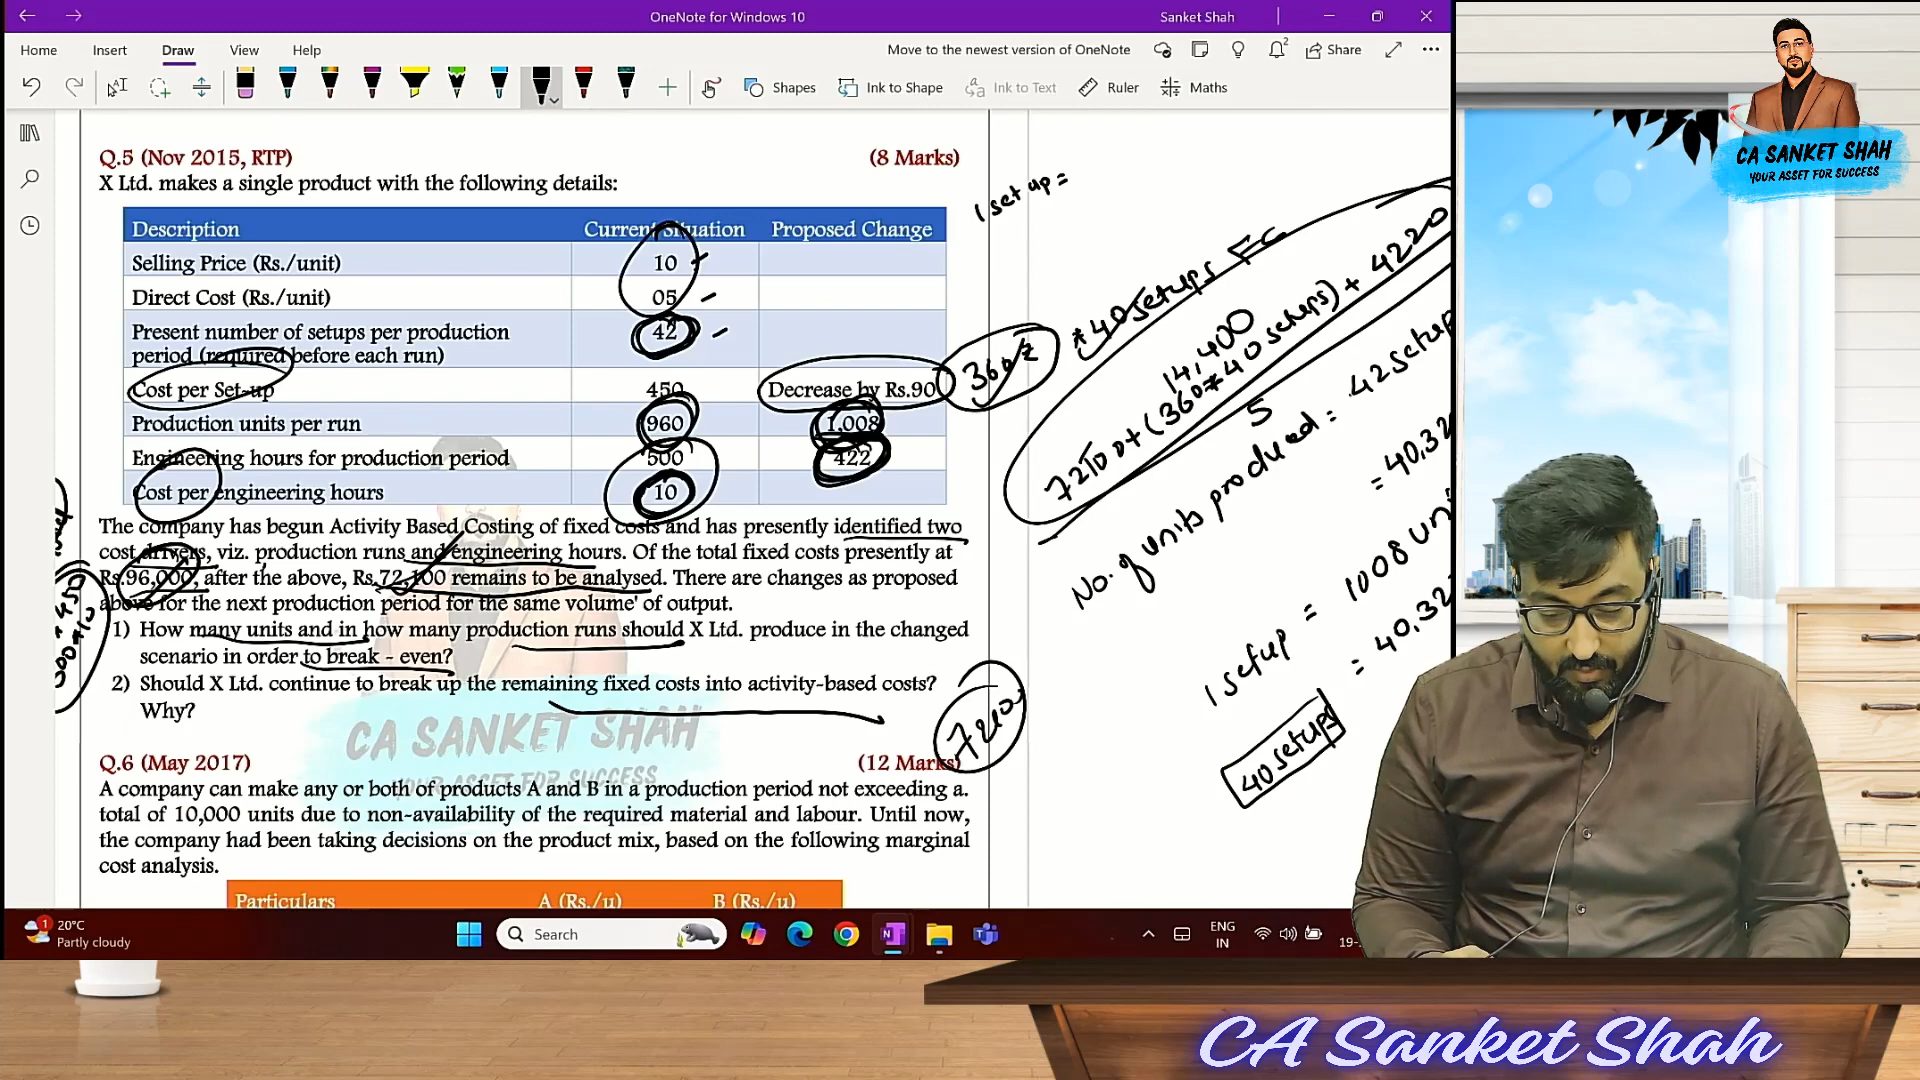 OneNote for Windows 10
Sanket Shah
Home Insert Draw View Help
Move to the newest version of OneNote
Share
Shapes
Ink to Shape
Ink to Text
Ruler
Maths
Q.5 (Nov 2015, RTP) (8 Marks)
X Ltd. makes a single product with the following details:
Description Current Situation Proposed Change
Selling Price (Rs./unit) 10
Direct Cost (Rs./unit) 05
Present number of setups per production 42
period (required before each run)
Cost per Set-up 450 Decrease by Rs.90
Production units per run 960 1,008
Engineering hours for production period 500 422
Cost per engineering hours 10
The company has begun Activity Based Costing of fixed costs and has presently identified two
cost drivers, viz. production runs and engineering hours. Of the total fixed costs presently at
Rs.96,000, after the above, Rs.72,100 remains to be analysed. There are changes as proposed
above for the next production period for the same volume' of output.
1) How many units and in how many production runs should X Ltd. produce in the changed
scenario in order to break - even?
2) Should X Ltd. continue to break up the remaining fixed costs into activity-based costs?
Why?
CA SANKET SHAH
YOUR ASSET FOR SUCCESS
Q.6 (May 2017) (12 Marks)
A company can make any or both of products A and B in a production period not exceeding a.
total of 10,000 units due to non-availability of the required material and labour. Until now,
the company had been taking decisions on the product mix, based on the following marginal
cost analysis.
Particulars A (Rs./u) B (Rs./u)
1 set up =
360 * 40 setups FC
14,400
72100 + (360 * 40 setups) + 4220
5
No. of units produced = 42 setup
= 40,32
1 setup = 1008 uni
= 40,32
40 setups
CA SANKET SHAH
YOUR ASSET FOR SUCCESS
1
20°C
Partly cloudy
Search
ENG
IN
19-
CA Sanket Shah